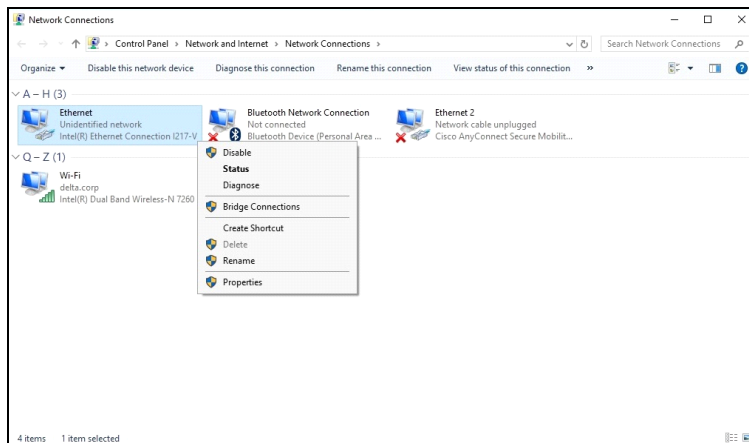 Network Connections
Control Panel > Network and Internet > Network Connections >
Search Network Connections
Organize
Disable this network device
Diagnose this connection
Rename this connection
View status of this connection
»
A – H (3)
Ethernet
Unidentified network
Intel(R) Ethernet Connection I217-V
Bluetooth Network Connection
Not connected
Bluetooth Device (Personal Area ...
Ethernet 2
Network cable unplugged
Cisco AnyConnect Secure Mobilit...
Q – Z (1)
Wi-Fi
delta.corp
Intel(R) Dual Band Wireless-N 7260
Disable
Status
Diagnose
Bridge Connections
Create Shortcut
Delete
Rename
Properties
4 items
1 item selected